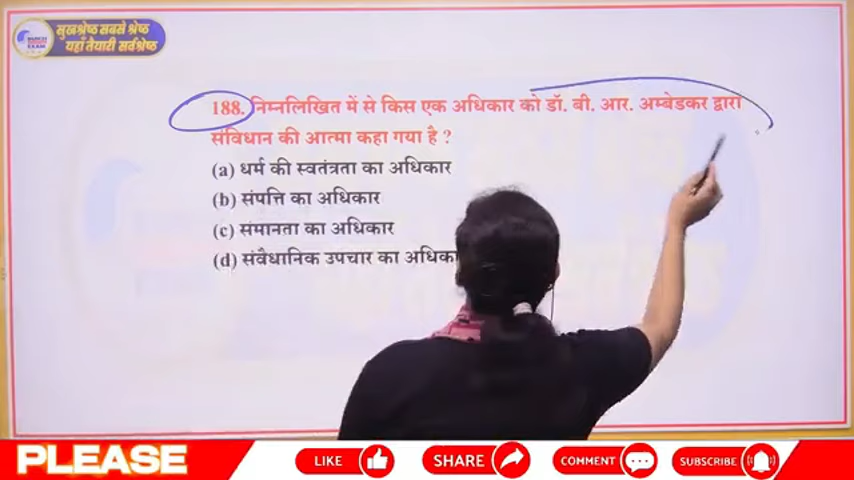 सुखश्रेष्ठ सबसे श्रेष्ठ
यहाँ तैयारी सर्वश्रेष्ठ
EXAM
188. निम्नलिखित में से किस एक अधिकार को डॉ. बी. आर. अम्बेडकर द्वारा
संविधान की आत्मा कहा गया है ?
(a) धर्म की स्वतंत्रता का अधिकार
(b) संपत्ति का अधिकार
(c) संमानता का अधिकार
(d) संवैधानिक उपचार का अधिका
PLEASE
LIKE
SHARE
COMMENT
SUBSCRIBE